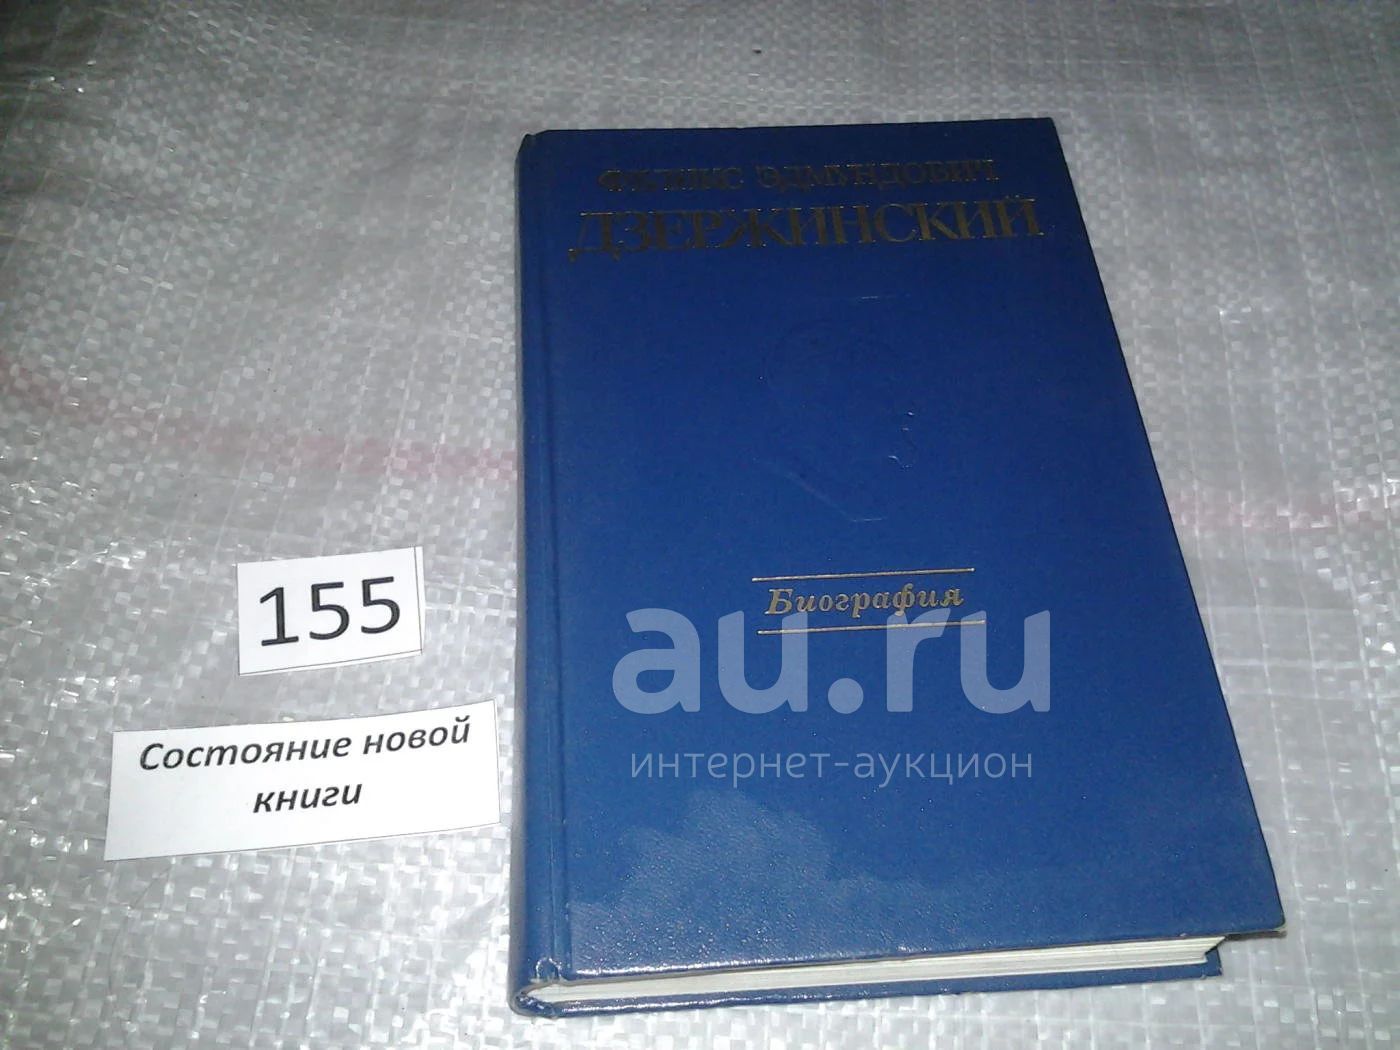 ФЕЛИКС ЭДМУНДОВИЧ
ДЗЕРЖИНСКИЙ
Биография
155
Состояние новой
книги
au.ru
интернет-аукцион